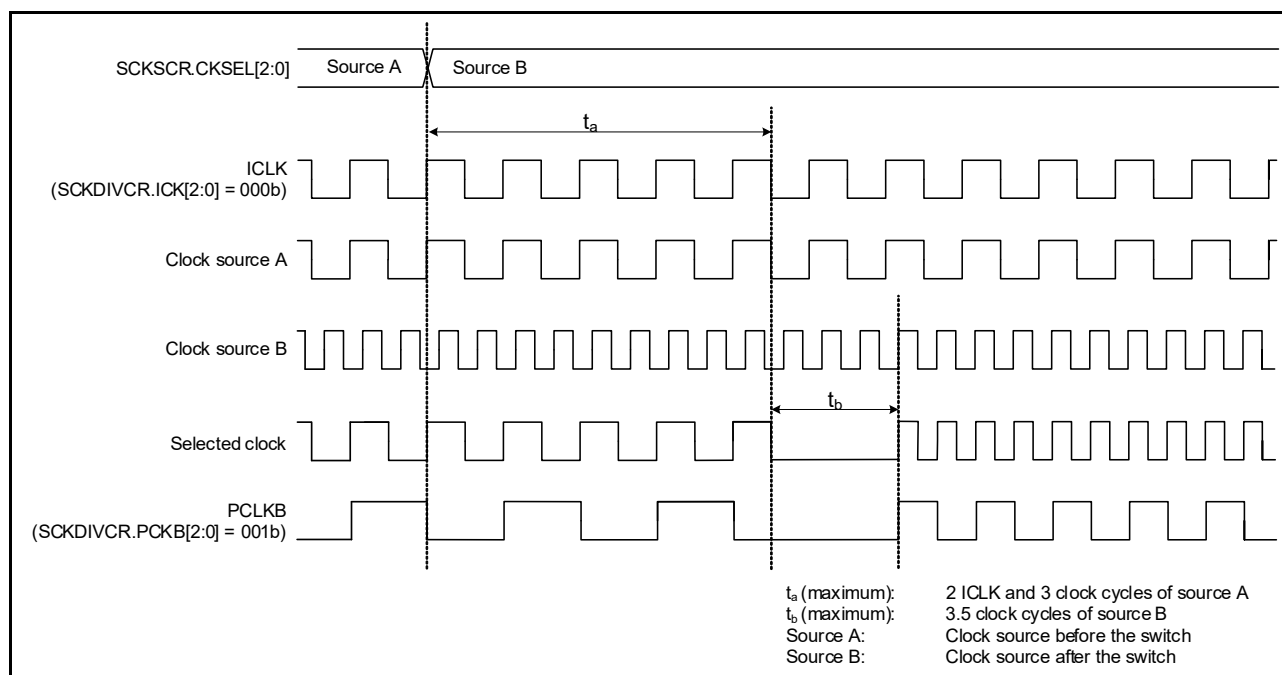 SCKSCR.CKSEL[2:0] Source A Source B
tₐ
ICLK
(SCKDIVCR.ICK[2:0] = 000b)
Clock source A
Clock source B
t_b
Selected clock
PCLKB
(SCKDIVCR.PCKB[2:0] = 001b)
tₐ (maximum): 2 ICLK and 3 clock cycles of source A
t_b (maximum): 3.5 clock cycles of source B
Source A: Clock source before the switch
Source B: Clock source after the switch